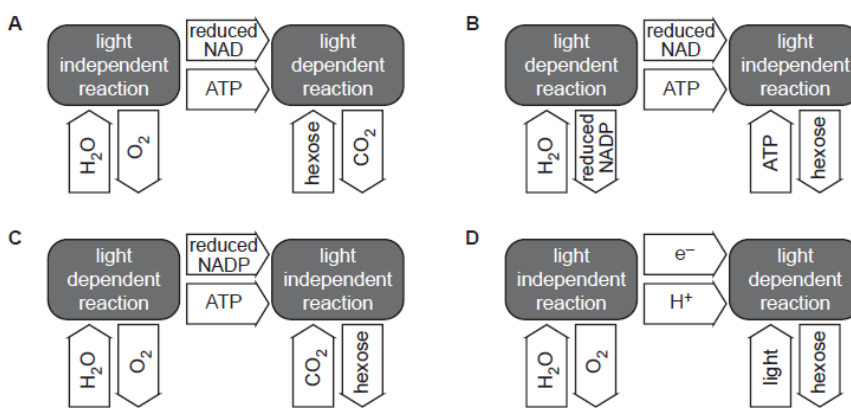 A
light
independent
reaction
reduced
NAD
ATP
light
dependent
reaction
H₂O
O₂
hexose
CO₂
B
light
dependent
reaction
reduced
NAD
ATP
light
independent
reaction
H₂O
reduced
NADP
ATP
hexose
C
light
dependent
reaction
reduced
NADP
ATP
light
independent
reaction
H₂O
O₂
CO₂
hexose
D
light
independent
reaction
e⁻
H⁺
light
dependent
reaction
H₂O
O₂
light
hexose